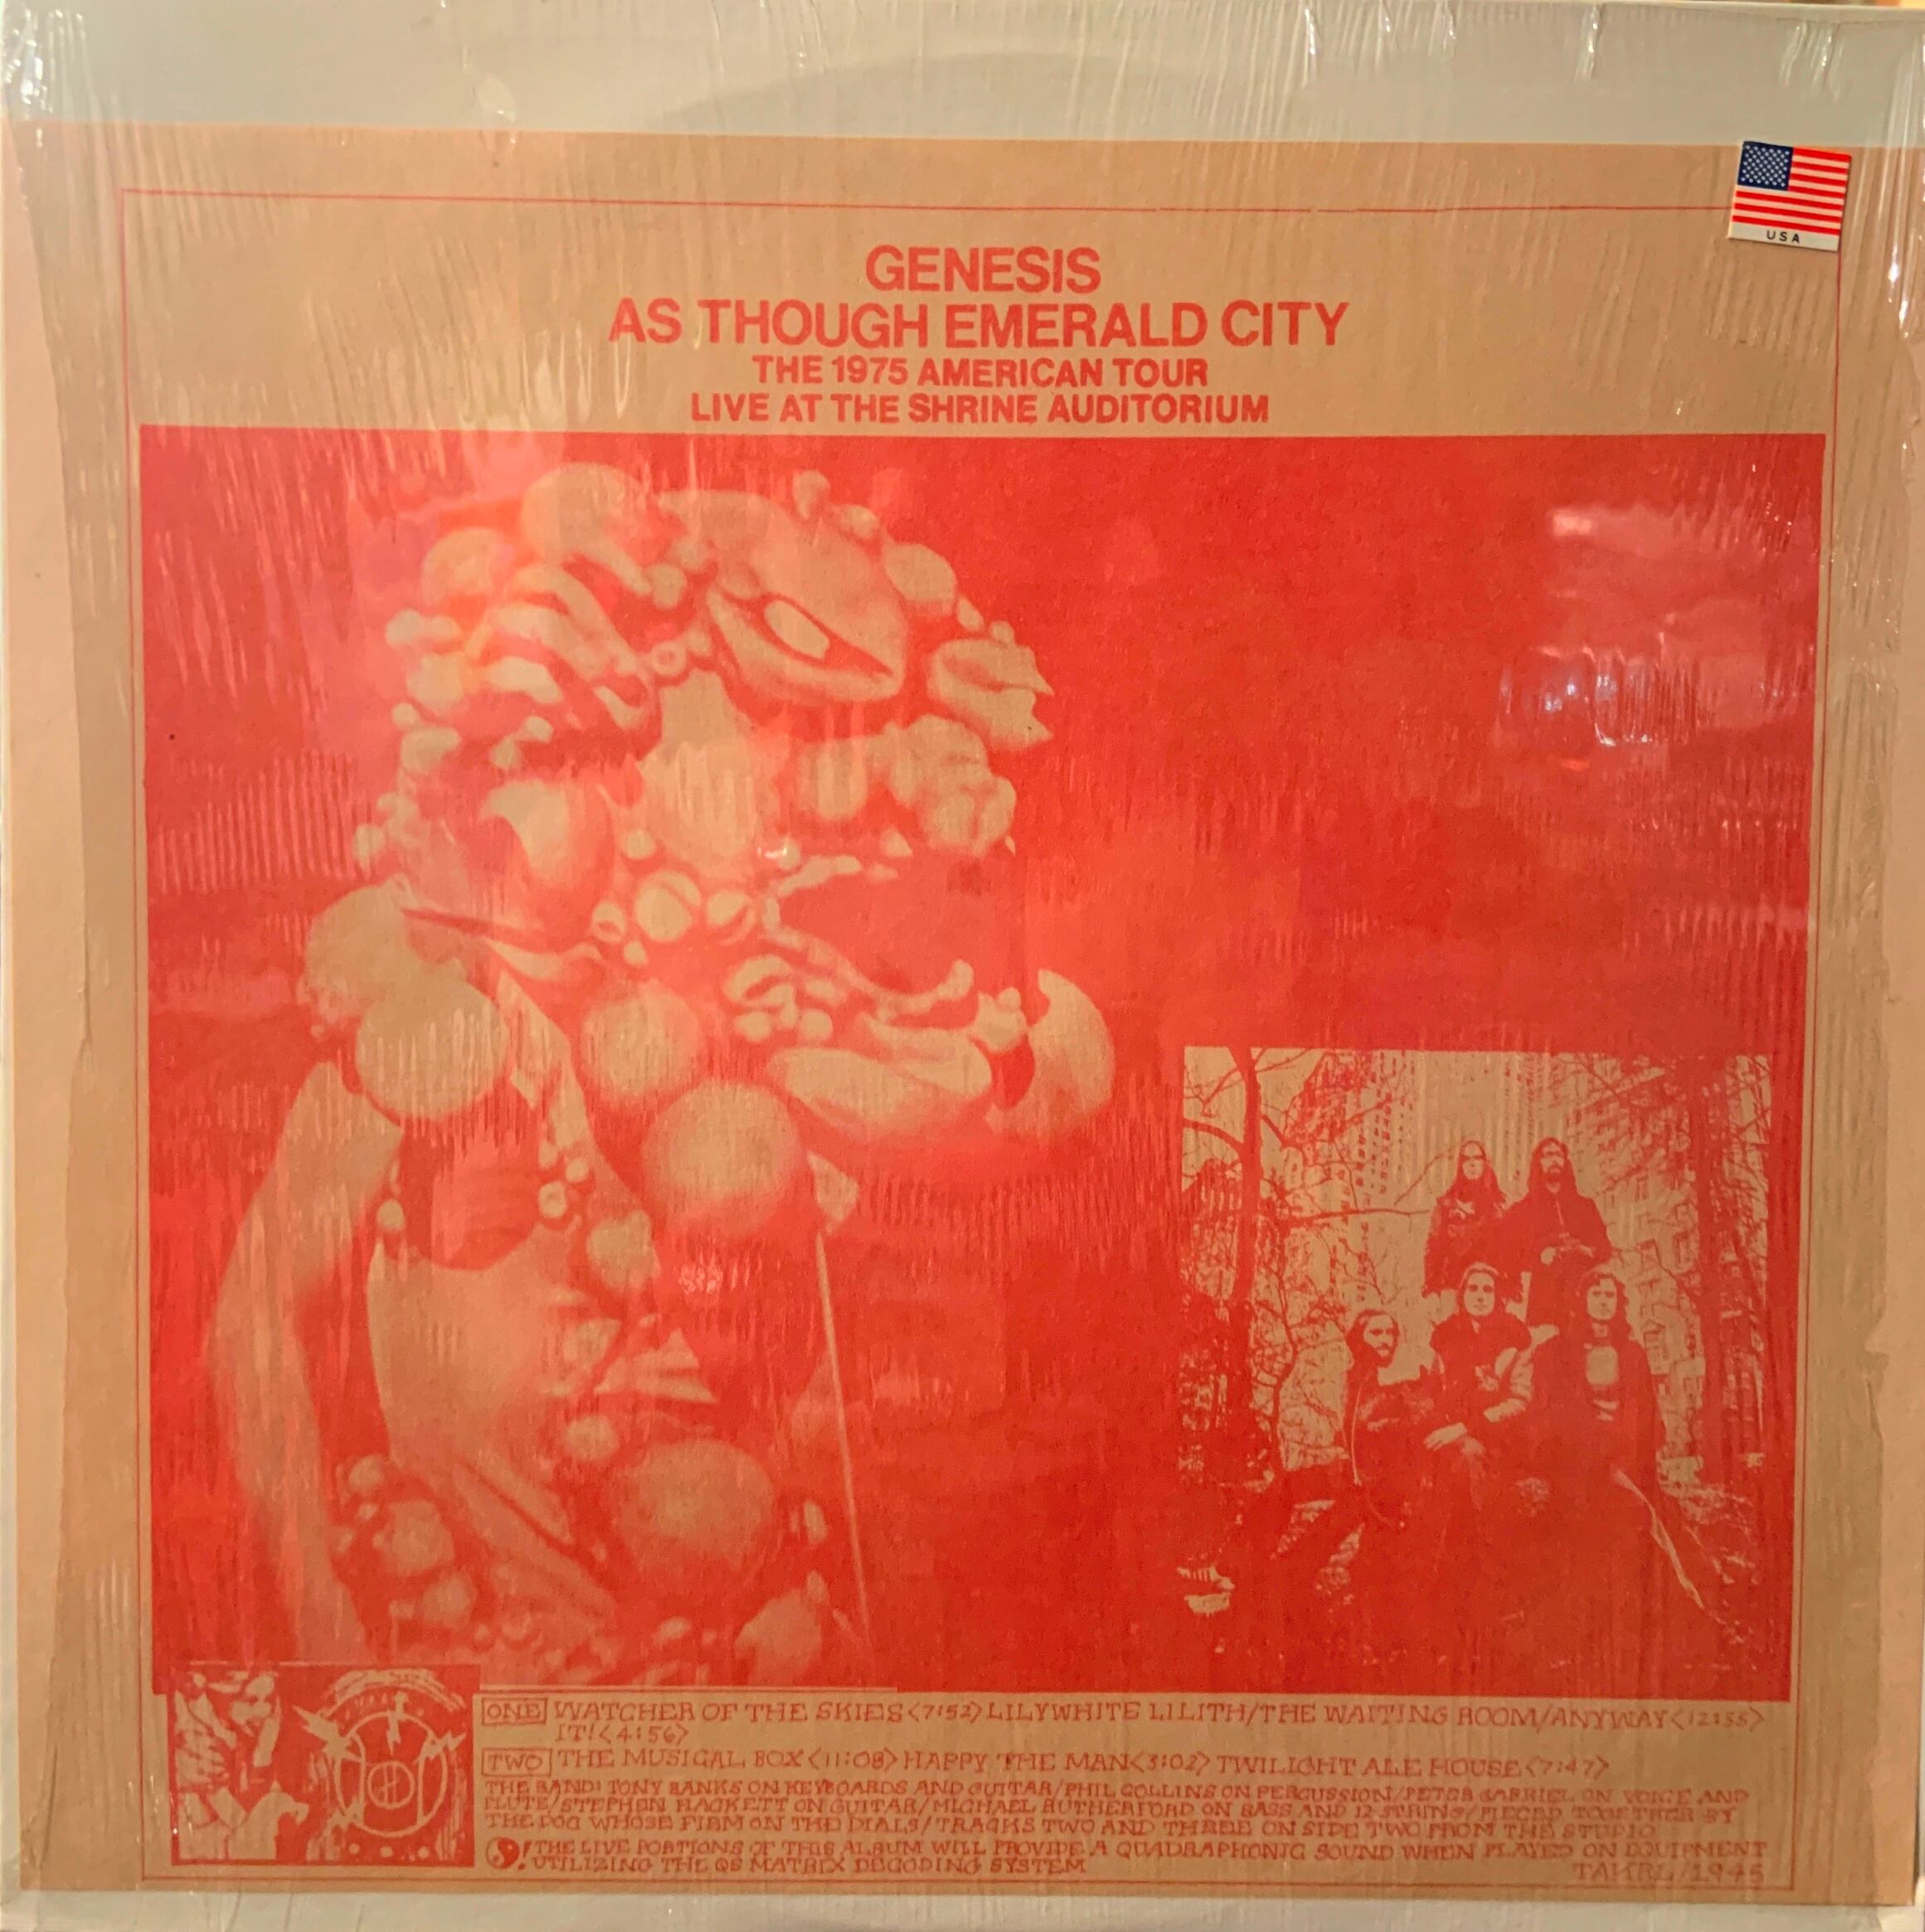 USA
GENESIS
AS THOUGH EMERALD CITY
THE 1975 AMERICAN TOUR
LIVE AT THE SHRINE AUDITORIUM
ONE WATCHER OF THE SKIES<7:52> LILYWHITE LILITH/THE WAITING ROOM/ANYWAY<12:55>
IT!<4:56>
TWO THE MUSICAL BOX<11:08> HAPPY THE MAN<3:02> TWILIGHT ALE HOUSE<7:47>
THE BAND: TONY BANKS ON KEYBOARDS AND GUITAR/PHIL COLLINS ON PERCUSSION/PETER GABRIEL ON VOICE AND
FLUTE/STEPHEN HACKETT ON GUITAR/MICHAEL RUTHERFORD ON BASS AND 12 STRING/PIECED TOGETHER BY
THE DOG WHOSE FIRM ON THE DIALS/TRACKS TWO AND THREE ON SIDE TWO FROM THE STUDIO
! THE LIVE PORTIONS OF THIS ALBUM WILL PROVIDE A QUADRAPHONIC SOUND WHEN PLAYED ON EQUIPMENT
UTILIZING THE QS MATRIX DECODING SYSTEM
TAKRL/1945